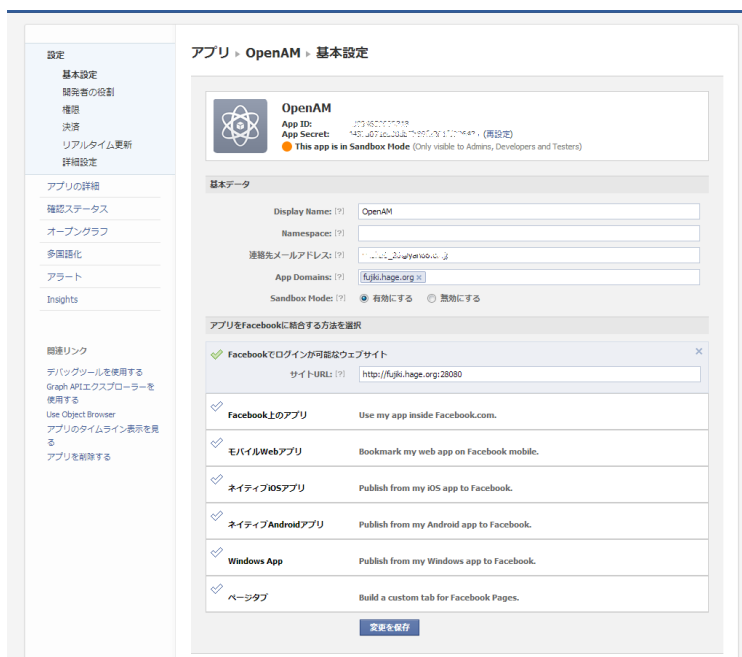 設定
基本設定
開発者の役割
権限
決済
リアルタイム更新
詳細設定
アプリの詳細
確認ステータス
オープングラフ
多国語化
アラート
Insights
関連リンク
デバッグツールを使用する
Graph APIエクスプローラーを
使用する
Use Object Browser
アプリのタイムライン表示を見
る
アプリを削除する
アプリ ▸ OpenAM ▸ 基本設定
OpenAM
App ID:
App Secret: (再設定)
This app is in Sandbox Mode (Only visible to Admins, Developers and Testers)
基本データ
Display Name: [?] OpenAM
Namespace: [?]
連絡先メールアドレス: [?]
App Domains: [?] fujiki.hage.org ×
Sandbox Mode: [?] 有効にする 無効にする
アプリをFacebookに結合する方法を選択
Facebookでログインが可能なウェブサイト ×
サイトURL: [?] http://fujiki.hage.org:28080
Facebook上のアプリ Use my app inside Facebook.com.
モバイルWebアプリ Bookmark my web app on Facebook mobile.
ネイティブiOSアプリ Publish from my iOS app to Facebook.
ネイティブAndroidアプリ Publish from my Android app to Facebook.
Windows App Publish from my Windows app to Facebook.
ページタブ Build a custom tab for Facebook Pages.
変更を保存